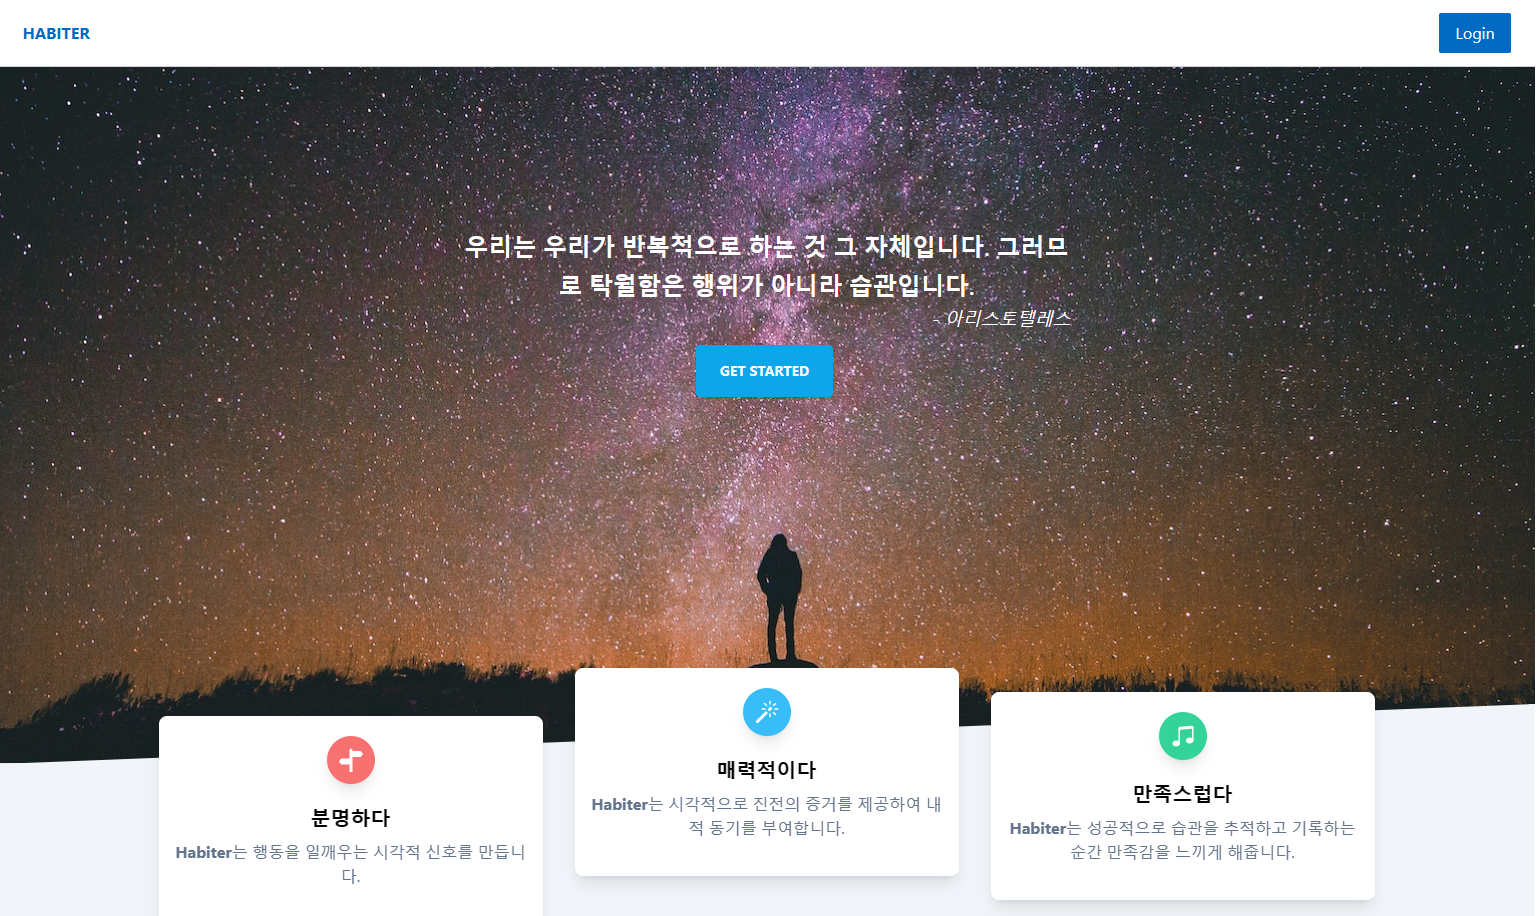 HABITER
Login
우리는 우리가 반복적으로 하는 것 그 자체입니다. 그러므
로 탁월함은 행위가 아니라 습관입니다.
- 아리스토텔레스
GET STARTED
분명하다
Habiter는 행동을 일깨우는 시각적 신호를 만듭니
다.
매력적이다
Habiter는 시각적으로 진전의 증거를 제공하여 내
적 동기를 부여합니다.
만족스럽다
Habiter는 성공적으로 습관을 추적하고 기록하는
순간 만족감을 느끼게 해줍니다.